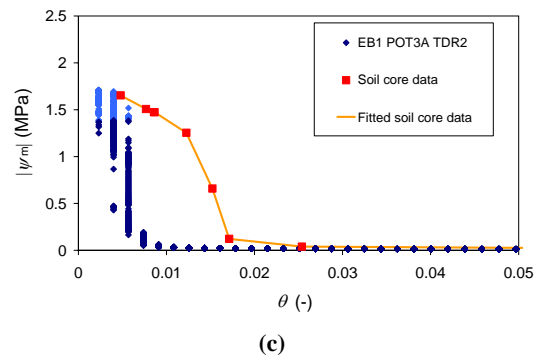 2.5
2
1.5
1
0.5
0
|ψm| (MPa)
EB1 POT3A TDR2
Soil core data
Fitted soil core data
0 0.01 0.02 0.03 0.04 0.05
θ (-)
(c)